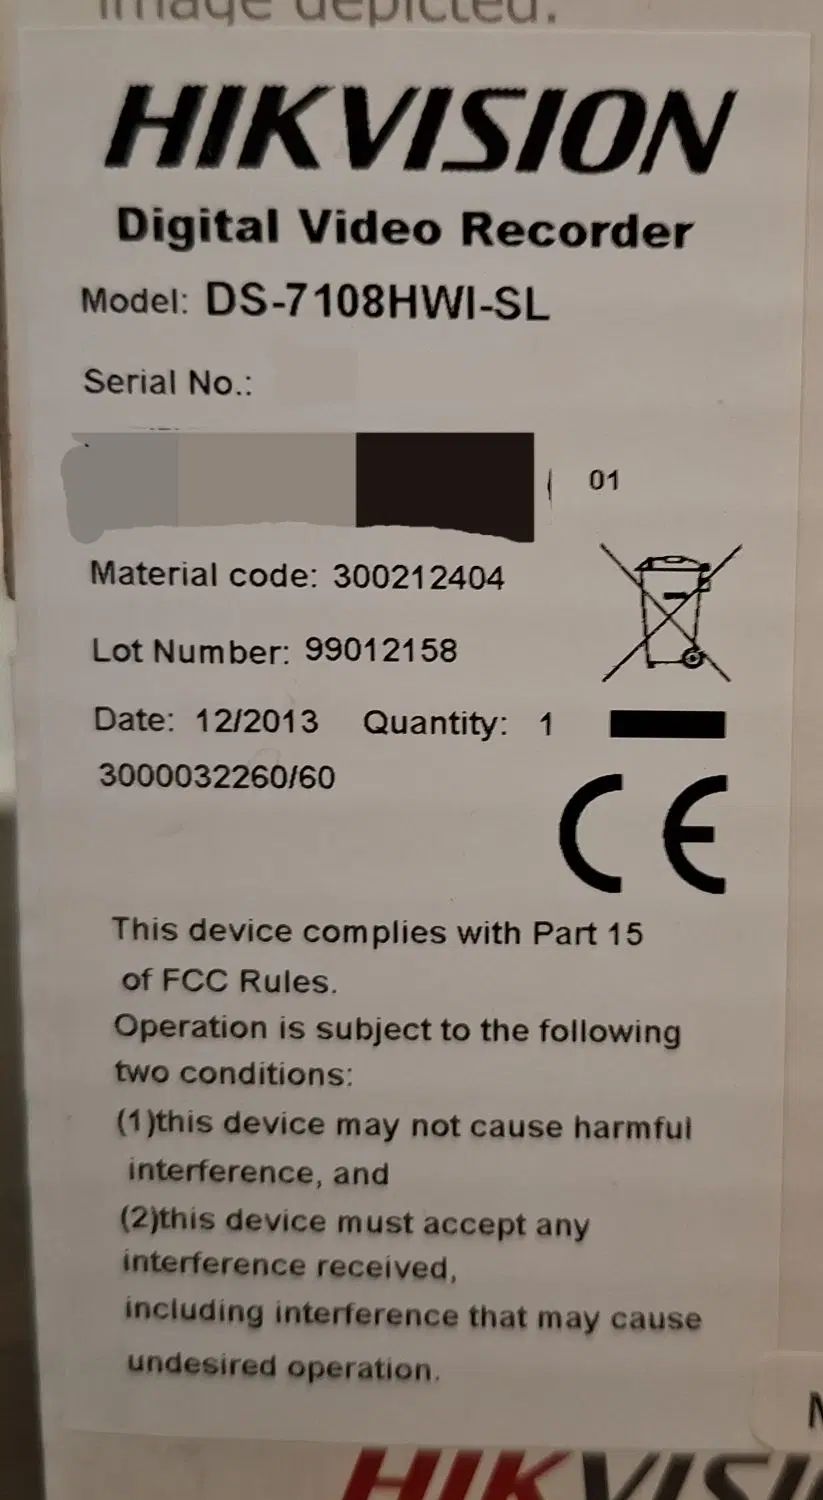 image depicted.
HIKVISION
Digital Video Recorder
Model: DS-7108HWI-SL
Serial No.:
01
Material code: 300212404
Lot Number: 99012158
Date: 12/2013 Quantity: 1
3000032260/60
CE
This device complies with Part 15
of FCC Rules.
Operation is subject to the following
two conditions:
(1)this device may not cause harmful
interference, and
(2)this device must accept any
interference received,
including interference that may cause
undesired operation.
HIKVISI